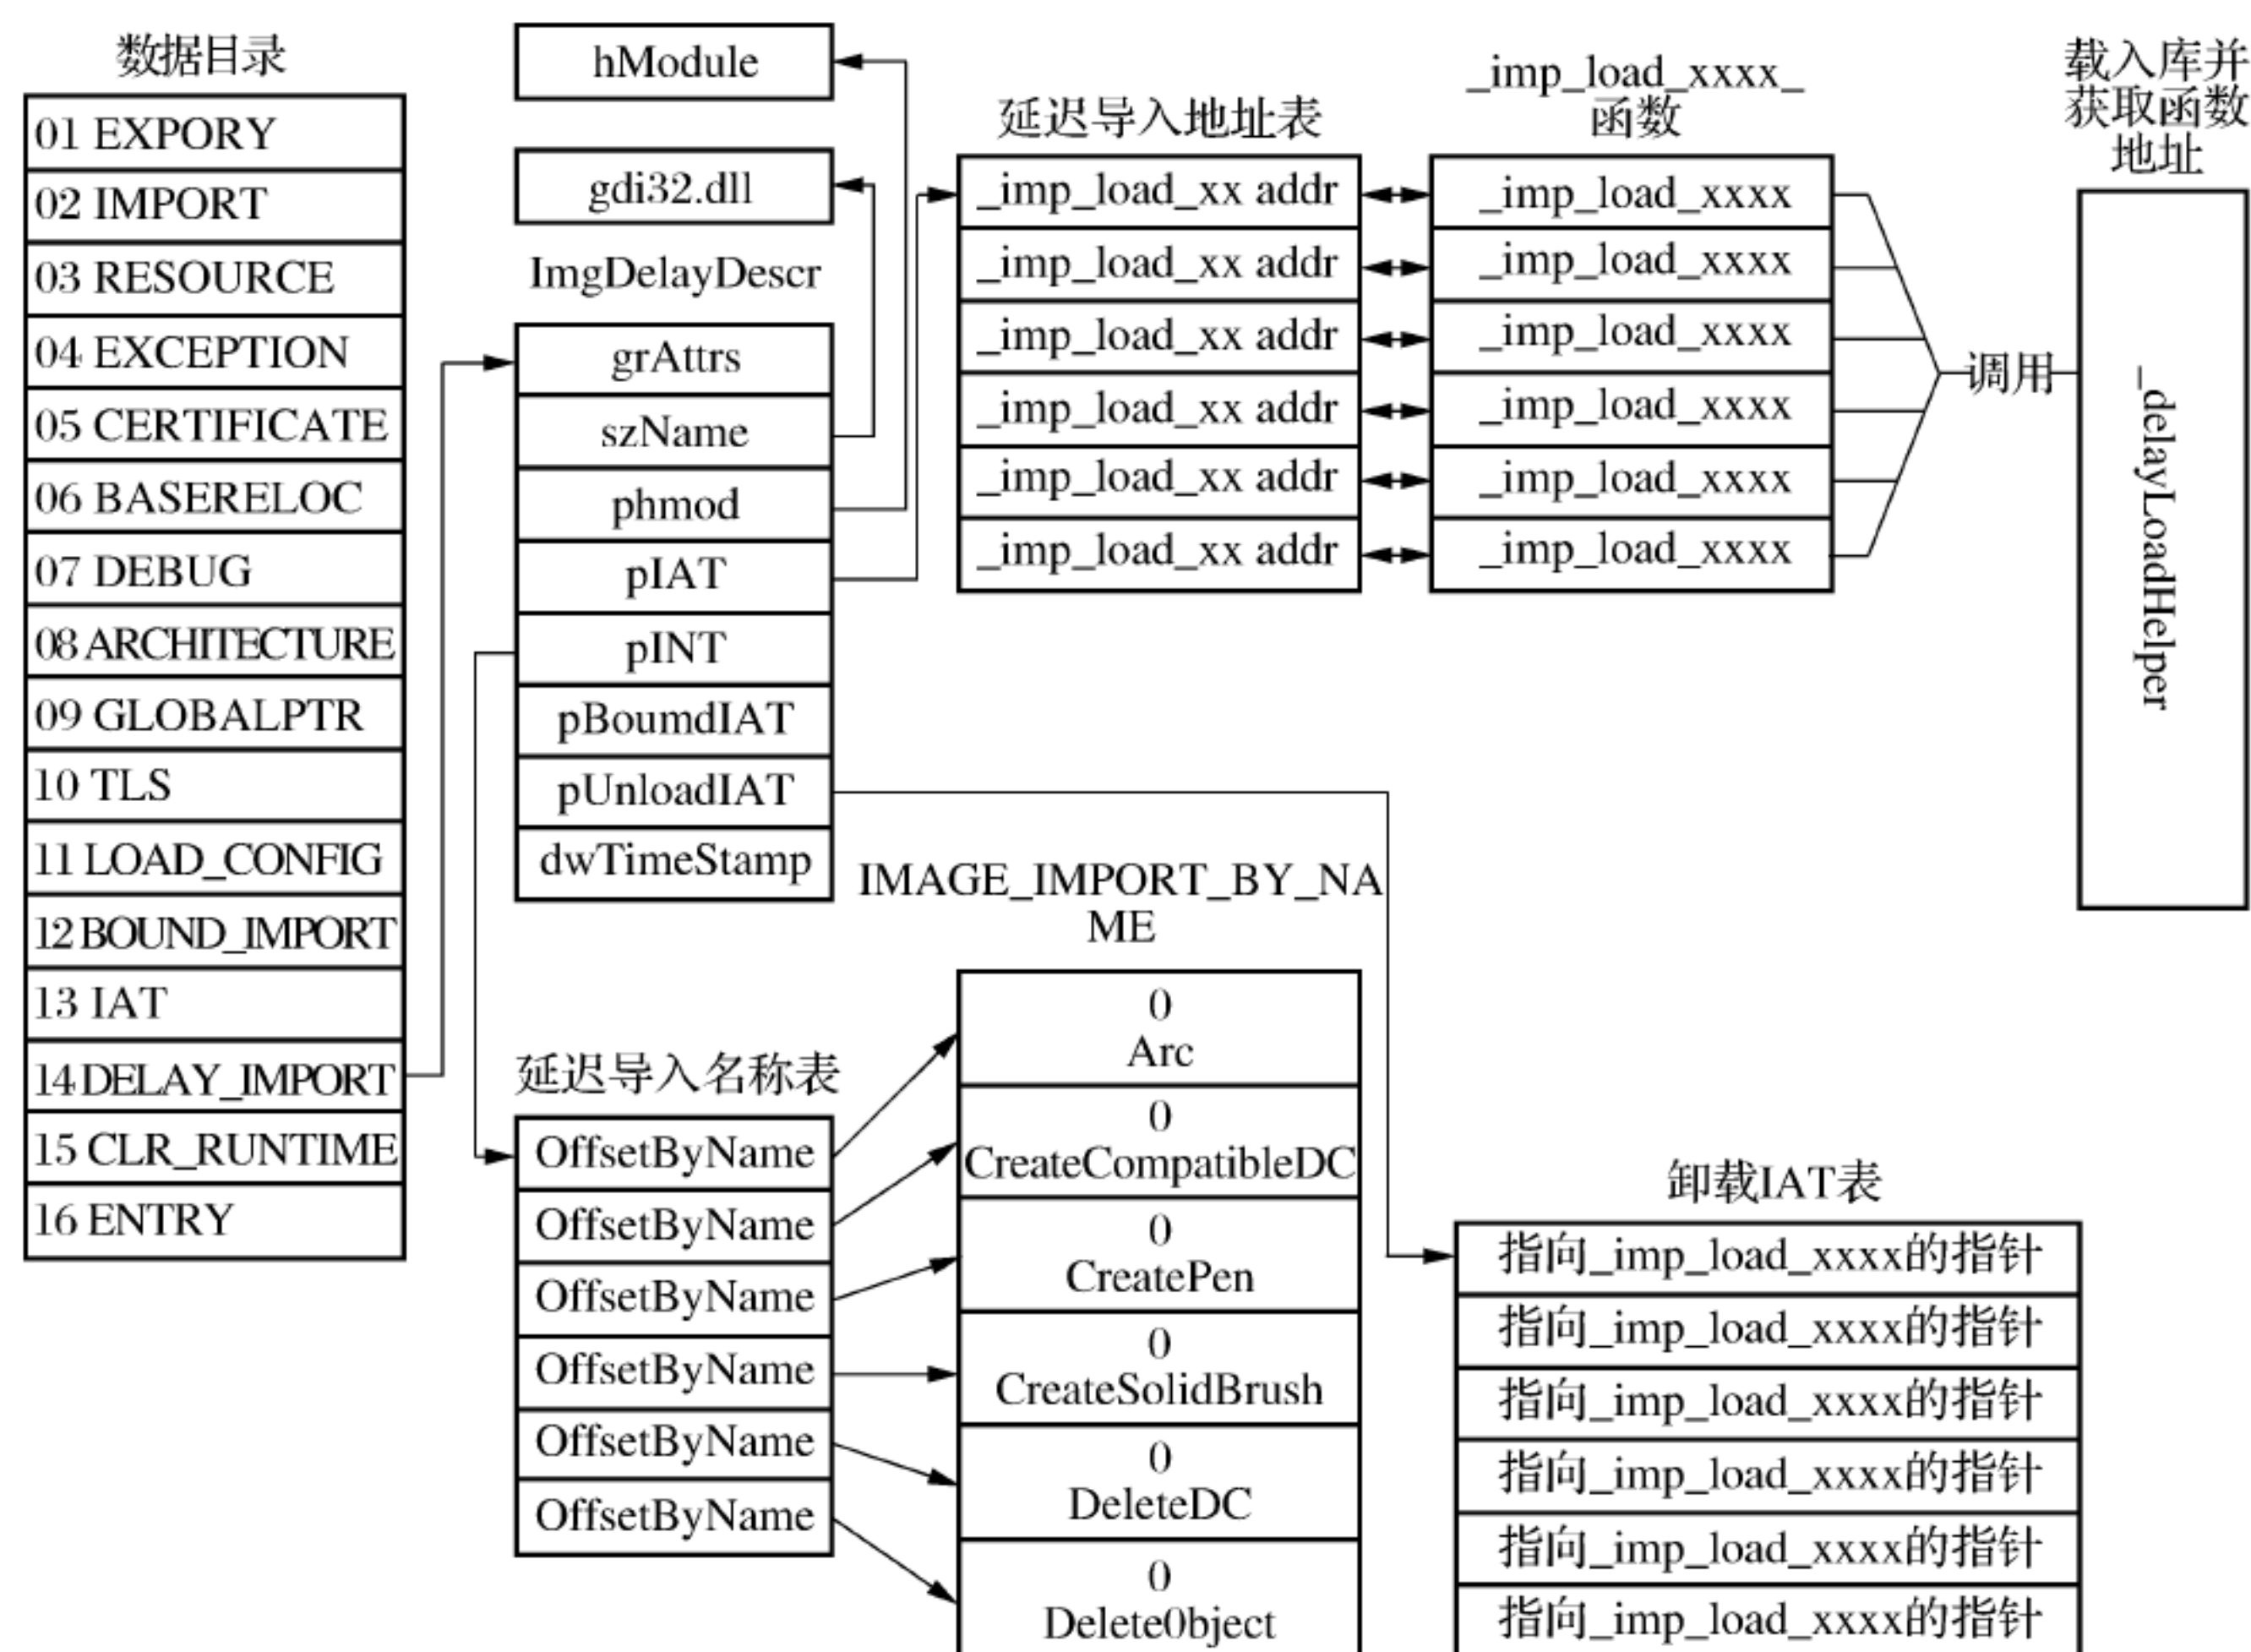 数据目录
01 EXPORY
02 IMPORT
03 RESOURCE
04 EXCEPTION
05 CERTIFICATE
06 BASERELOC
07 DEBUG
08 ARCHITECTURE
09 GLOBALPTR
10 TLS
11 LOAD_CONFIG
12 BOUND_IMPORT
13 IAT
14 DELAY_IMPORT
15 CLR_RUNTIME
16 ENTRY
hModule
gdi32.dll
ImgDelayDescr
grAttrs
szName
phmod
pIAT
pINT
pBoumdIAT
pUnloadIAT
dwTimeStamp
延迟导入地址表
_imp_load_xx addr
_imp_load_xx addr
_imp_load_xx addr
_imp_load_xx addr
_imp_load_xx addr
_imp_load_xx addr
_imp_load_xxxx_
函数
_imp_load_xxxx
_imp_load_xxxx
_imp_load_xxxx
_imp_load_xxxx
_imp_load_xxxx
_imp_load_xxxx
调用
载入库并
获取函数
地址
_delayLoadHelper
延迟导入名称表
OffsetByName
OffsetByName
OffsetByName
OffsetByName
OffsetByName
OffsetByName
IMAGE_IMPORT_BY_NA
ME
0
Arc
0
CreateCompatibleDC
0
CreatePen
0
CreateSolidBrush
0
DeleteDC
0
Delete0bject
卸载IAT表
指向_imp_load_xxxx的指针
指向_imp_load_xxxx的指针
指向_imp_load_xxxx的指针
指向_imp_load_xxxx的指针
指向_imp_load_xxxx的指针
指向_imp_load_xxxx的指针